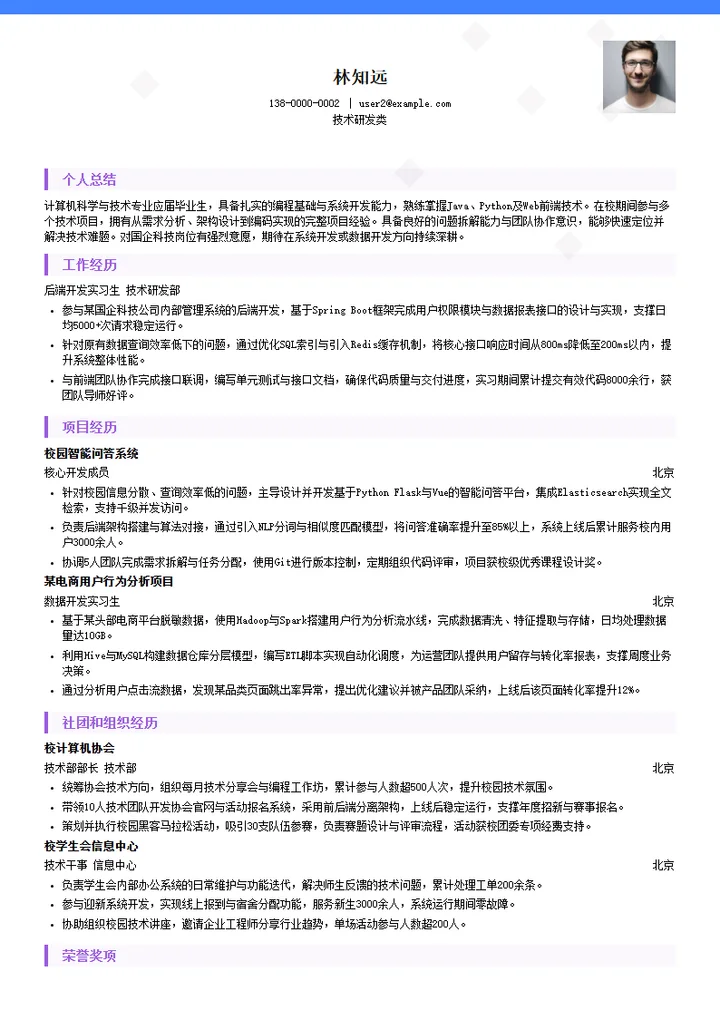 林知远
138-0000-0002 | user2@example.com
技术研发类
个人总结
计算机科学与技术专业应届毕业生，具备扎实的编程基础与系统开发能力，熟练掌握Java、Python及Web前端技术。在校期间参与多
个技术项目，拥有从需求分析、架构设计到编码实现的完整项目经验。具备良好的问题拆解能力与团队协作意识，能够快速定位并
解决技术难题。对国企科技岗位有强烈意愿，期待在系统开发或数据开发方向持续深耕。
工作经历
后端开发实习生 技术研发部
• 参与某国企科技公司内部管理系统的后端开发，基于Spring Boot框架完成用户权限模块与数据报表接口的设计与实现，支撑日
均5000+次请求稳定运行。
• 针对原有数据查询效率低下的问题，通过优化SQL索引与引入Redis缓存机制，将核心接口响应时间从800ms降低至200ms以内，提
升系统整体性能。
• 与前端团队协作完成接口联调，编写单元测试与接口文档，确保代码质量与交付进度，实习期间累计提交有效代码8000余行，获
团队导师好评。
项目经历
校园智能问答系统
核心开发成员 北京
• 针对校园信息分散、查询效率低的问题，主导设计并开发基于Python Flask与Vue的智能问答平台，集成Elasticsearch实现全文
检索，支持千级并发访问。
• 负责后端架构搭建与算法对接，通过引入NLP分词与相似度匹配模型，将问答准确率提升至85%以上，系统上线后累计服务校内用
户3000余人。
• 协调5人团队完成需求拆解与任务分配，使用Git进行版本控制，定期组织代码评审，项目获校级优秀课程设计奖。
某电商用户行为分析项目
数据开发实习生 北京
• 基于某头部电商平台脱敏数据，使用Hadoop与Spark搭建用户行为分析流水线，完成数据清洗、特征提取与存储，日均处理数据
量达10GB。
• 利用Hive与MySQL构建数据仓库分层模型，编写ETL脚本实现自动化调度，为运营团队提供用户留存与转化率报表，支撑周度业务
决策。
• 通过分析用户点击流数据，发现某品类页面跳出率异常，提出优化建议并被产品团队采纳，上线后该页面转化率提升12%。
社团和组织经历
校计算机协会
技术部部长 技术部 北京
• 统筹协会技术方向，组织每月技术分享会与编程工作坊，累计参与人数超500人次，提升校园技术氛围。
• 带领10人技术团队开发协会官网与活动报名系统，采用前后端分离架构，上线后稳定运行，支撑年度招新与赛事报名。
• 策划并执行校园黑客马拉松活动，吸引30支队伍参赛，负责赛题设计与评审流程，活动获校团委专项经费支持。
校学生会信息中心
技术干事 信息中心 北京
• 负责学生会内部办公系统的日常维护与功能迭代，解决师生反馈的技术问题，累计处理工单200余条。
• 参与迎新系统开发，实现线上报到与宿舍分配功能，服务新生3000余人，系统运行期间零故障。
• 协助组织校园技术讲座，邀请企业工程师分享行业趋势，单场活动参与人数超200人。
荣誉奖项